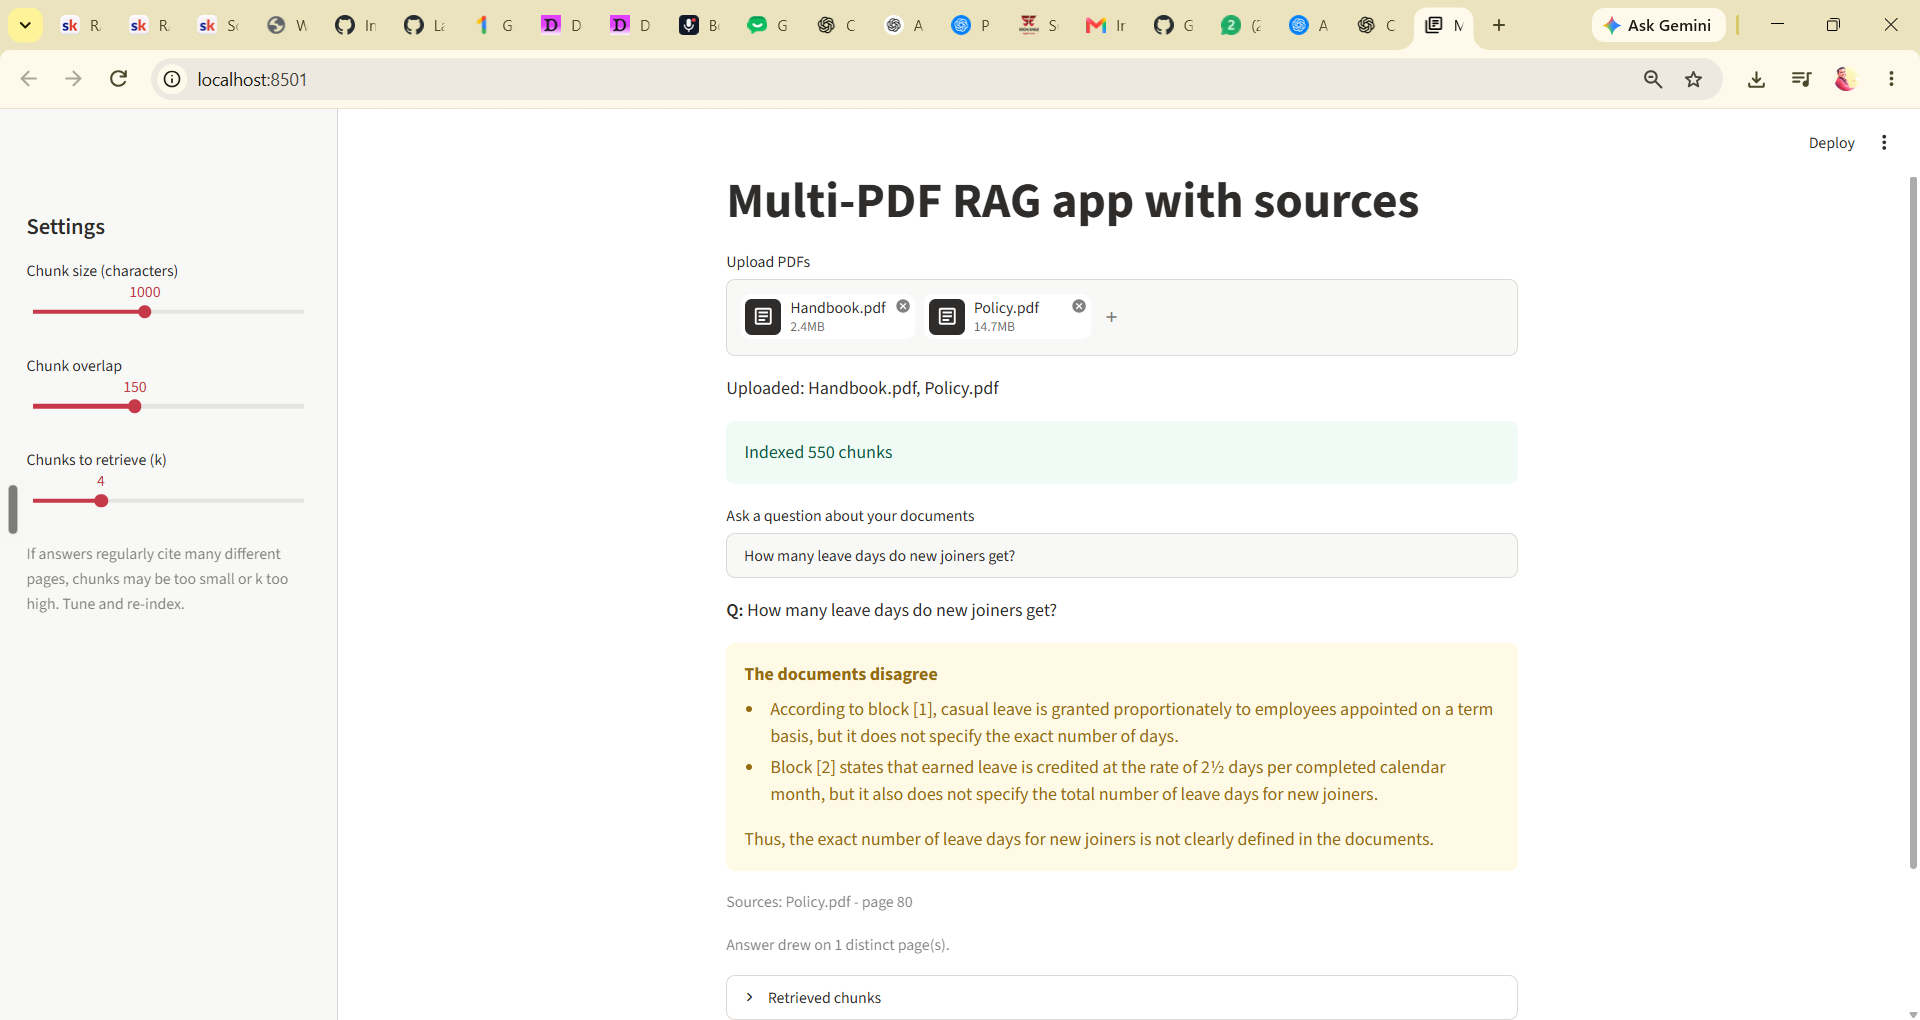 sk R
sk R
sk S
W
In
La
G
D
D
B
G
C
A
P
S
Ir
G
2 (2
A
C
M
Ask Gemini
localhost:8501
Deploy
Settings
Chunk size (characters)
1000
Chunk overlap
150
Chunks to retrieve (k)
4
If answers regularly cite many different
pages, chunks may be too small or k too
high. Tune and re-index.
Multi-PDF RAG app with sources
Upload PDFs
Handbook.pdf
2.4MB
Policy.pdf
14.7MB
Uploaded: Handbook.pdf, Policy.pdf
Indexed 550 chunks
Ask a question about your documents
How many leave days do new joiners get?
Q: How many leave days do new joiners get?
The documents disagree
• According to block [1], casual leave is granted proportionately to employees appointed on a term
basis, but it does not specify the exact number of days.
• Block [2] states that earned leave is credited at the rate of 2½ days per completed calendar
month, but it also does not specify the total number of leave days for new joiners.
Thus, the exact number of leave days for new joiners is not clearly defined in the documents.
Sources: Policy.pdf - page 80
Answer drew on 1 distinct page(s).
Retrieved chunks